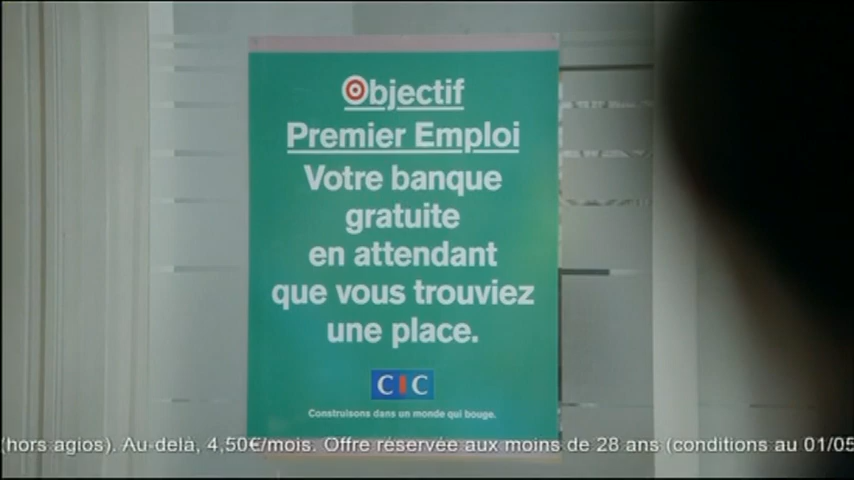 Objectif
Premier Emploi
Votre banque
gratuite
en attendant
que vous trouviez
une place.
CIC
Construisons dans un monde qui bouge.
(hors agios). Au-delà, 4,50€/mois. Offre réservée aux moins de 28 ans (conditions au 01/05